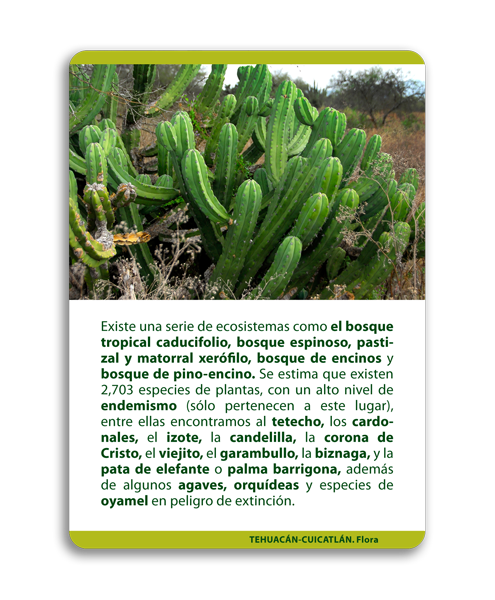 Existe una serie de ecosistemas como el bosque
tropical caducifolio, bosque espinoso, pasti-
zal y matorral xerófilo, bosque de encinos y
bosque de pino-encino. Se estima que existen
2,703 especies de plantas, con un alto nivel de
endemismo (sólo pertenecen a este lugar),
entre ellas encontramos al tetecho, los cardo-
nales, el izote, la candelilla, la corona de
Cristo, el viejito, el garambullo, la biznaga, y la
pata de elefante o palma barrigona, además
de algunos agaves, orquídeas y especies de
oyamel en peligro de extinción.
TEHUACÁN-CUICATLÁN. Flora